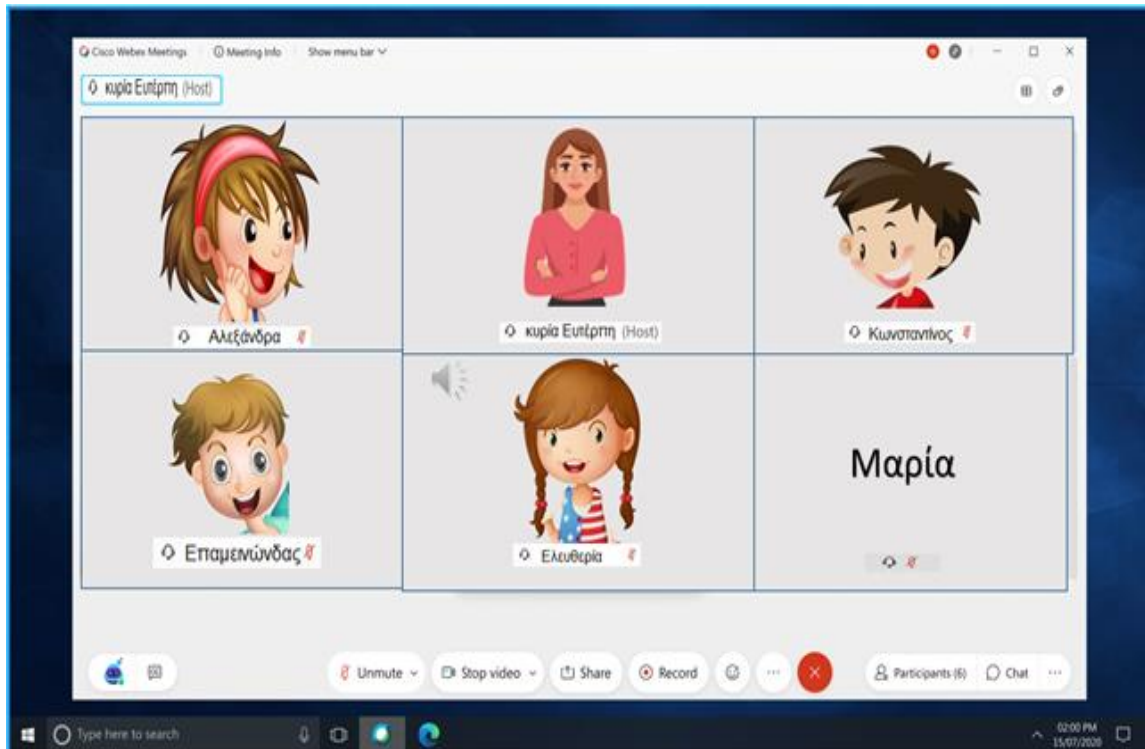 Cisco Webex Meetings Meeting Info Show menu bar
κυρία Ευτέρπη (Host)
Αλεξάνδρα
κυρία Ευτέρπη (Host)
Κωνσταντίνος
Επαμεινώνδας
Ελευθερία
Μαρία
Unmute Stop video Share Record Participants (6) Chat
Type here to search
02:00 PM
15/07/2020